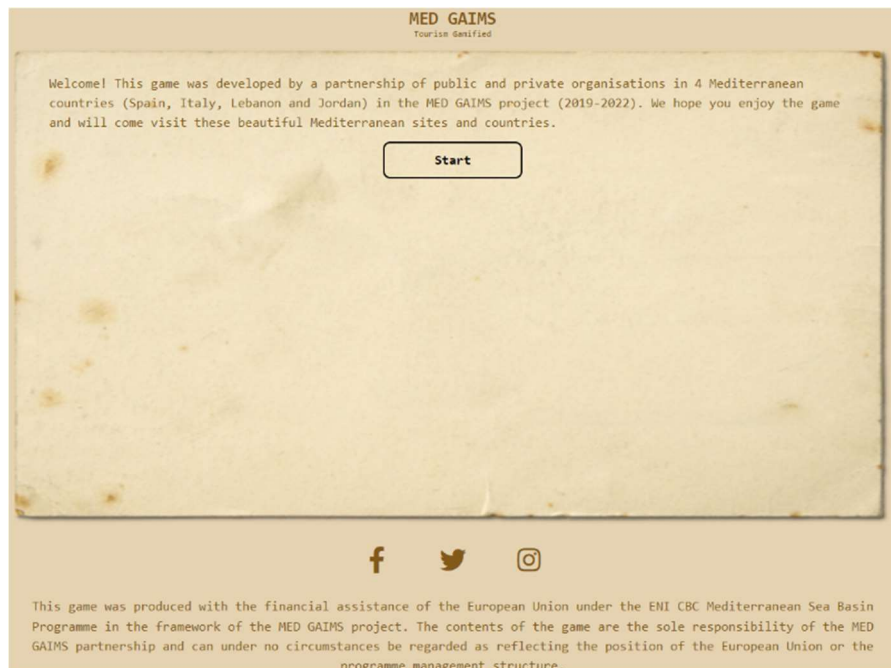 MED GAIMS
Tourism Gamified
Welcome! This game was developed by a partnership of public and private organisations in 4 Mediterranean
countries (Spain, Italy, Lebanon and Jordan) in the MED GAIMS project (2019-2022). We hope you enjoy the game
and will come visit these beautiful Mediterranean sites and countries.
Start
This game was produced with the financial assistance of the European Union under the ENI CBC Mediterranean Sea Basin
Programme in the framework of the MED GAIMS project. The contents of the game are the sole responsibility of the MED
GAIMS partnership and can under no circumstances be regarded as reflecting the position of the European Union or the
programme management structure.